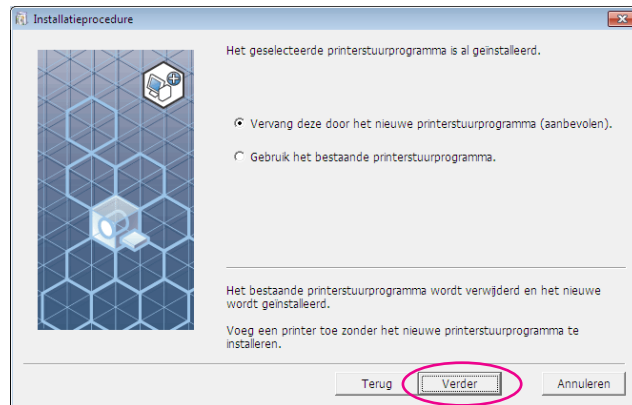 Installatieprocedure
Het geselecteerde printerstuurprogramma is al geïnstalleerd.
Vervang deze door het nieuwe printerstuurprogramma (aanbevolen).
Gebruik het bestaande printerstuurprogramma.
Het bestaande printerstuurprogramma wordt verwijderd en het nieuwe
wordt geïnstalleerd.
Voeg een printer toe zonder het nieuwe printerstuurprogramma te
installeren.
Terug
Verder
Annuleren